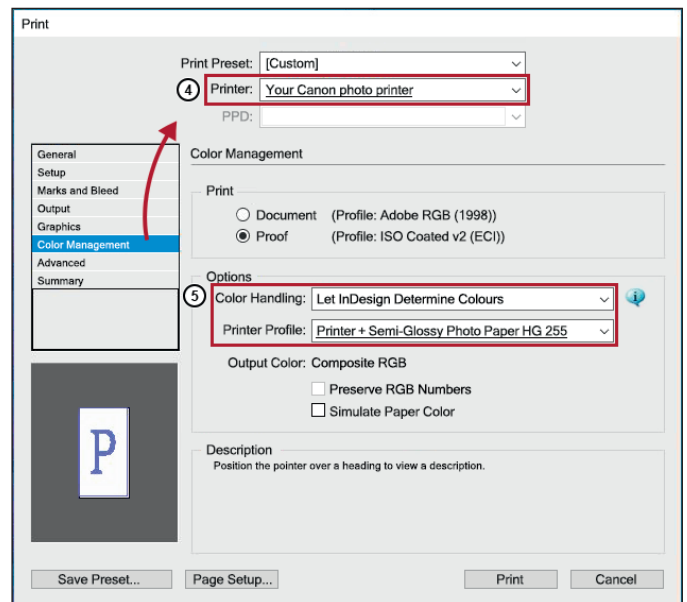 Print
Print Preset: [Custom]
④ Printer: Your Canon photo printer
PPD:
General
Setup
Marks and Bleed
Output
Graphics
Color Management
Advanced
Summary
Color Management
Print
Document (Profile: Adobe RGB (1998))
Proof (Profile: ISO Coated v2 (ECI))
Options
⑤ Color Handling: Let InDesign Determine Colours
Printer Profile: Printer + Semi-Glossy Photo Paper HG 255
Output Color: Composite RGB
Preserve RGB Numbers
Simulate Paper Color
P
Description
Position the pointer over a heading to view a description.
Save Preset... Page Setup... Print Cancel